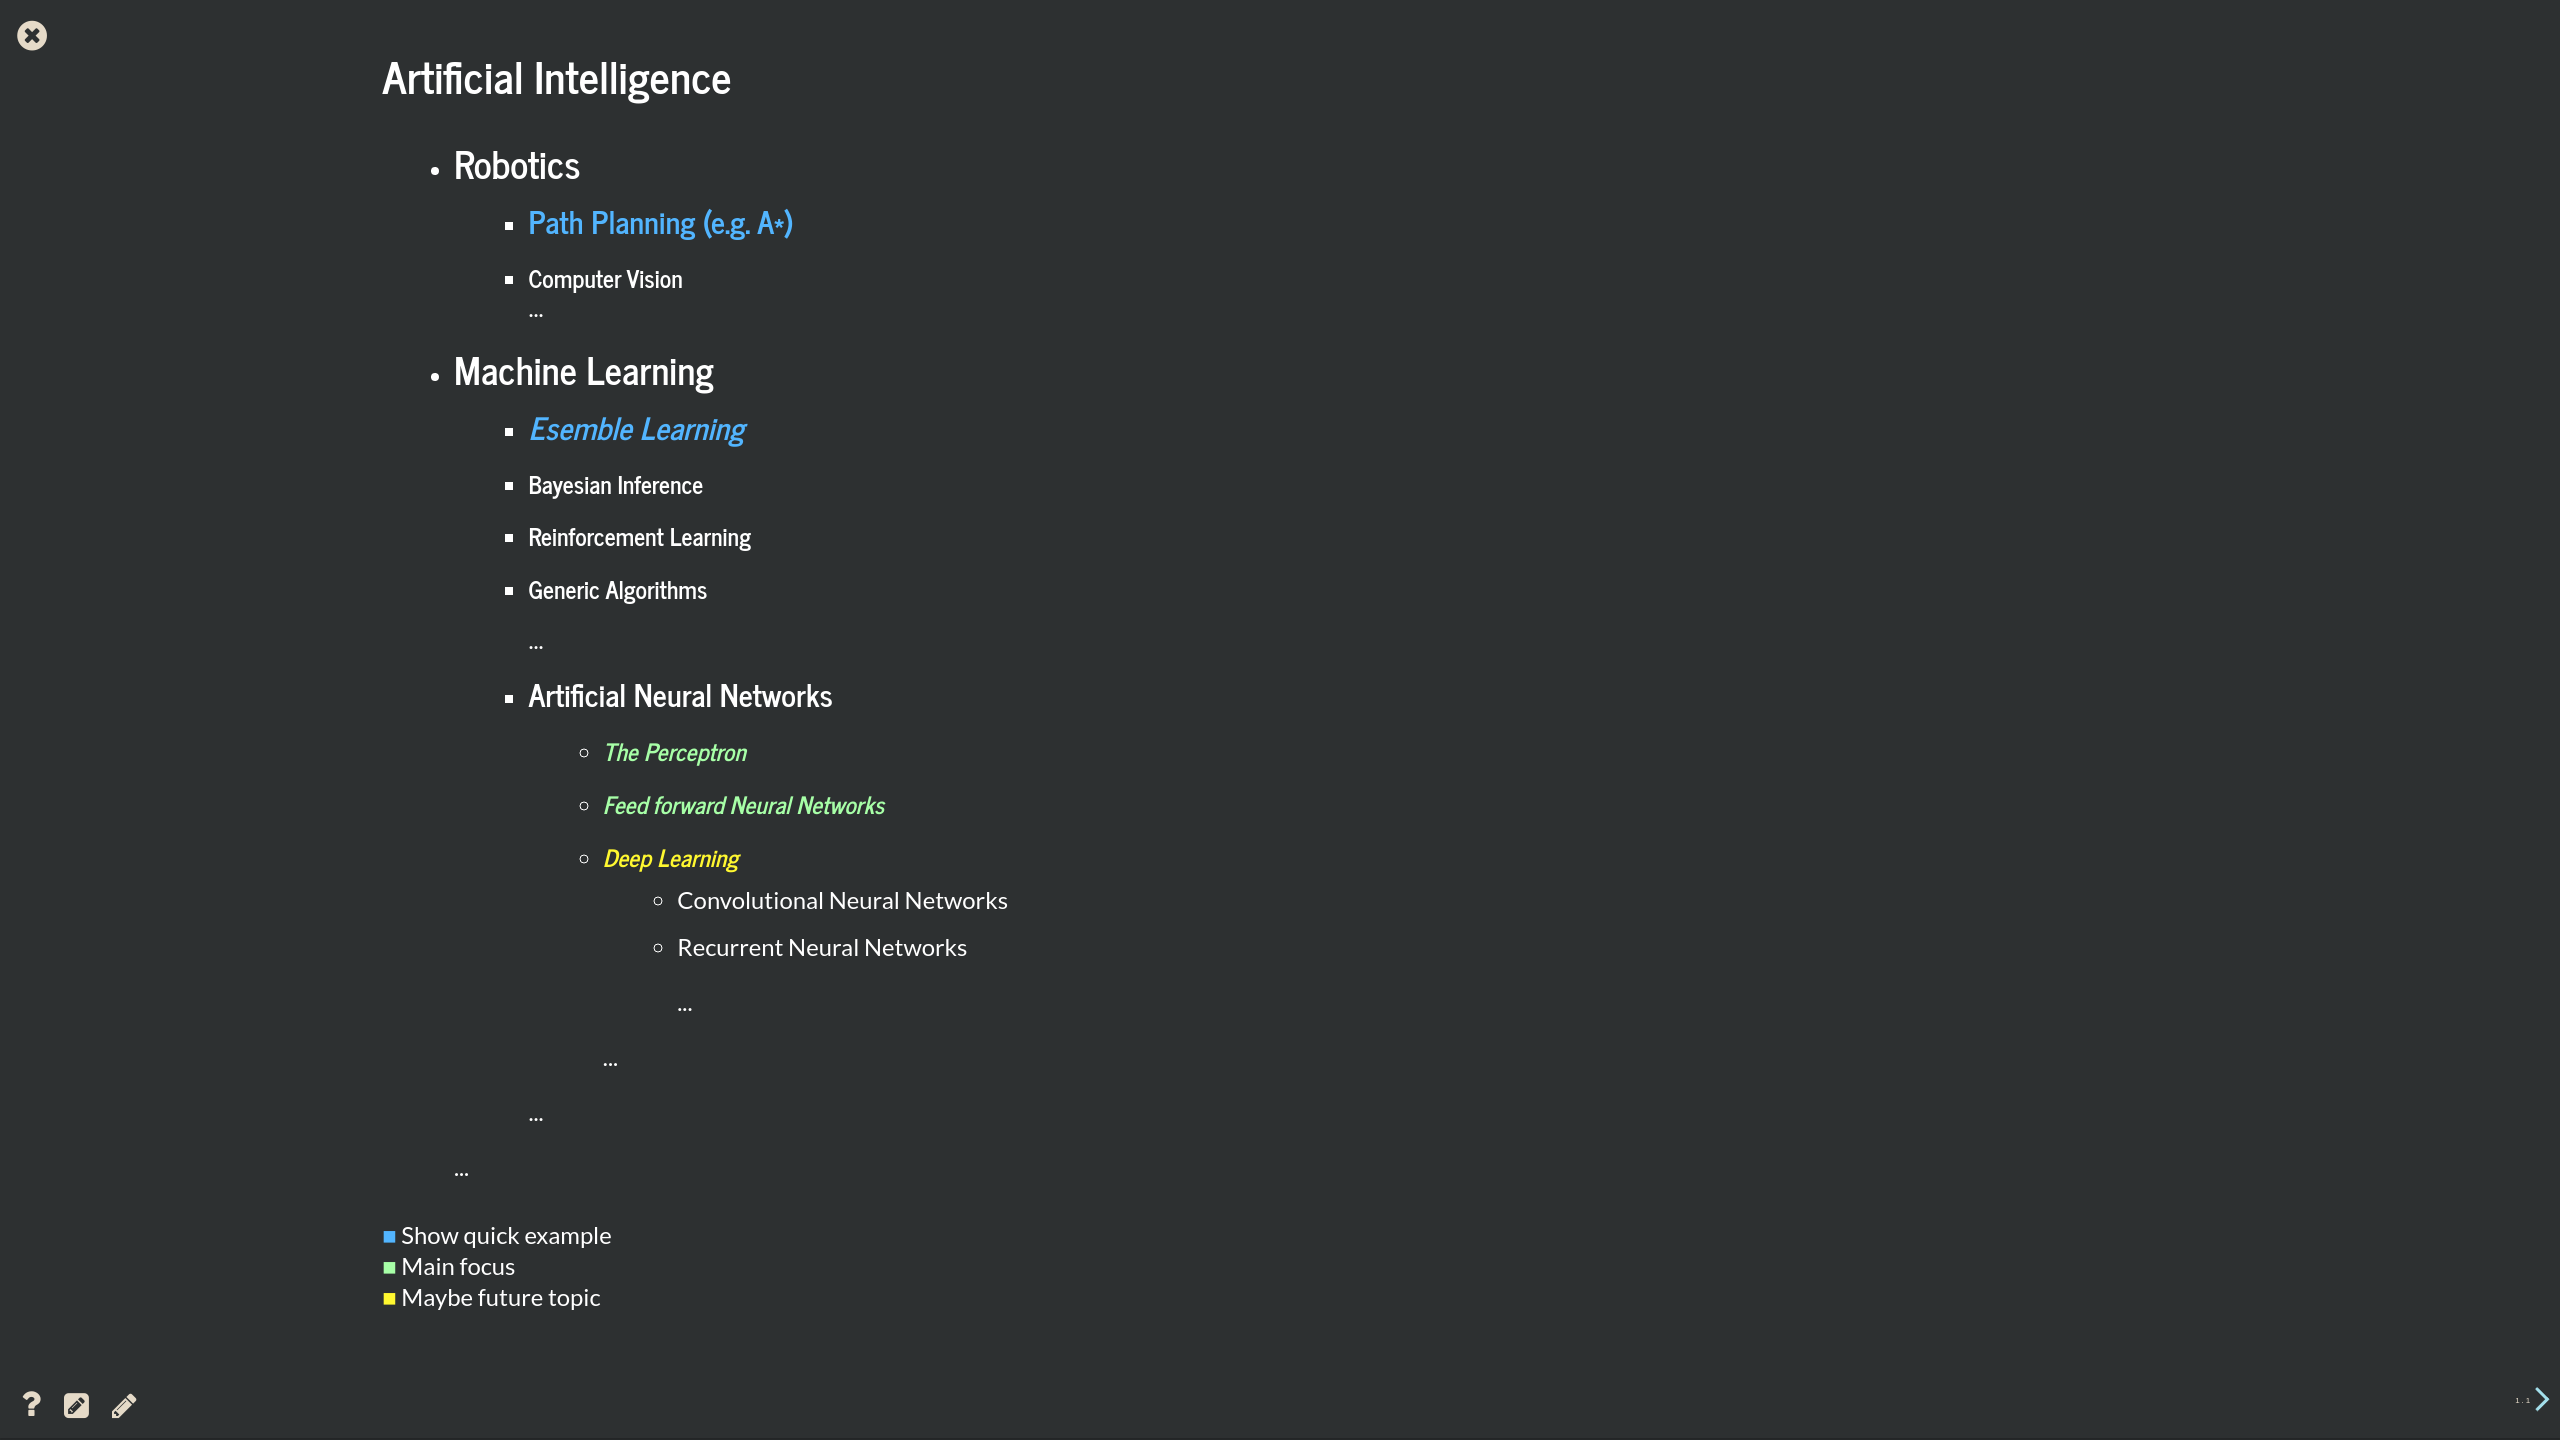 Artificial Intelligence
Robotics
Path Planning (e.g. A*)
Computer Vision
...
Machine Learning
Esemble Learning
Bayesian Inference
Reinforcement Learning
Generic Algorithms
...
Artificial Neural Networks
The Perceptron
Feed forward Neural Networks
Deep Learning
Convolutional Neural Networks
Recurrent Neural Networks
...
...
...
...
Show quick example
Main focus
Maybe future topic
?
1.1